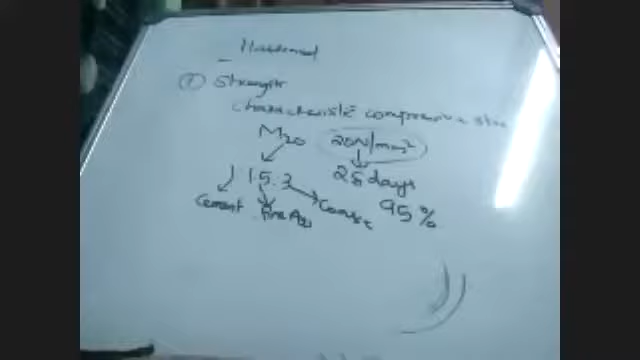 Hardened
① Strength
characteristic compressive stre
M20 20N/mm²
1 1.5.3 28 days
Cement Fine Agg Coarse 95%